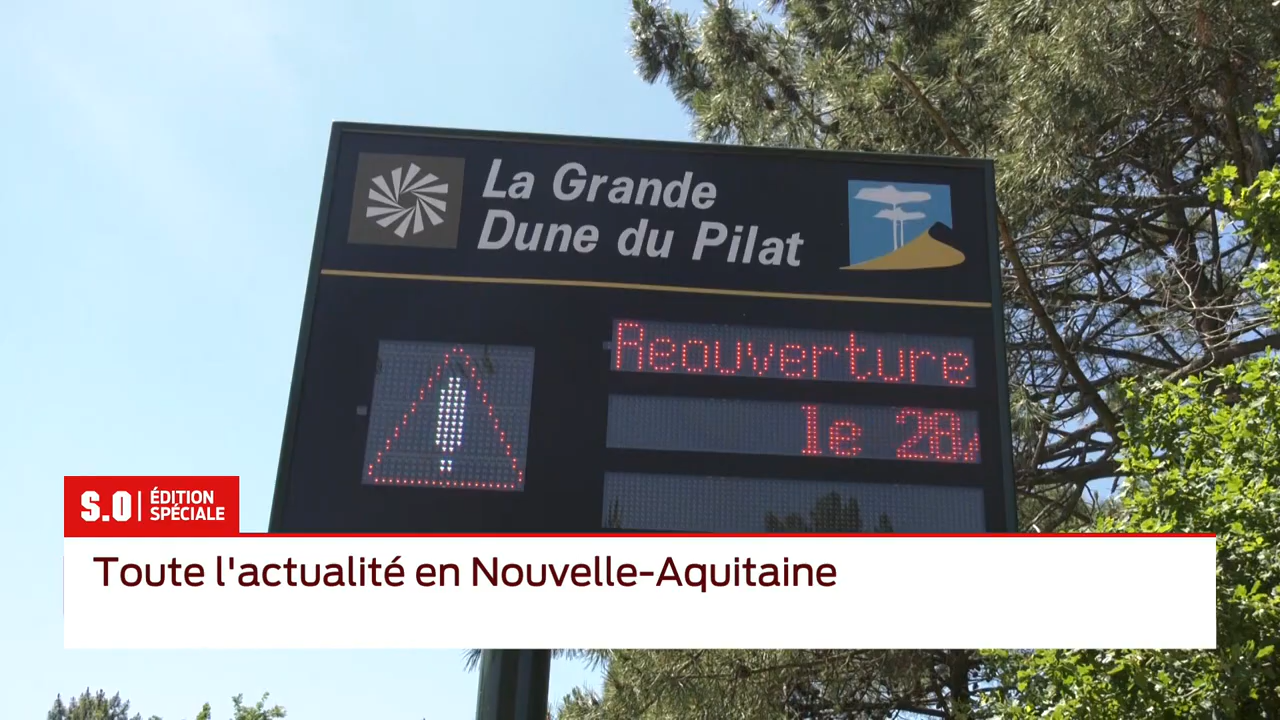 La Grande
Dune du Pilat
Reouverture
le 28/
S.O
ÉDITION
SPÉCIALE
Toute l'actualité en Nouvelle-Aquitaine